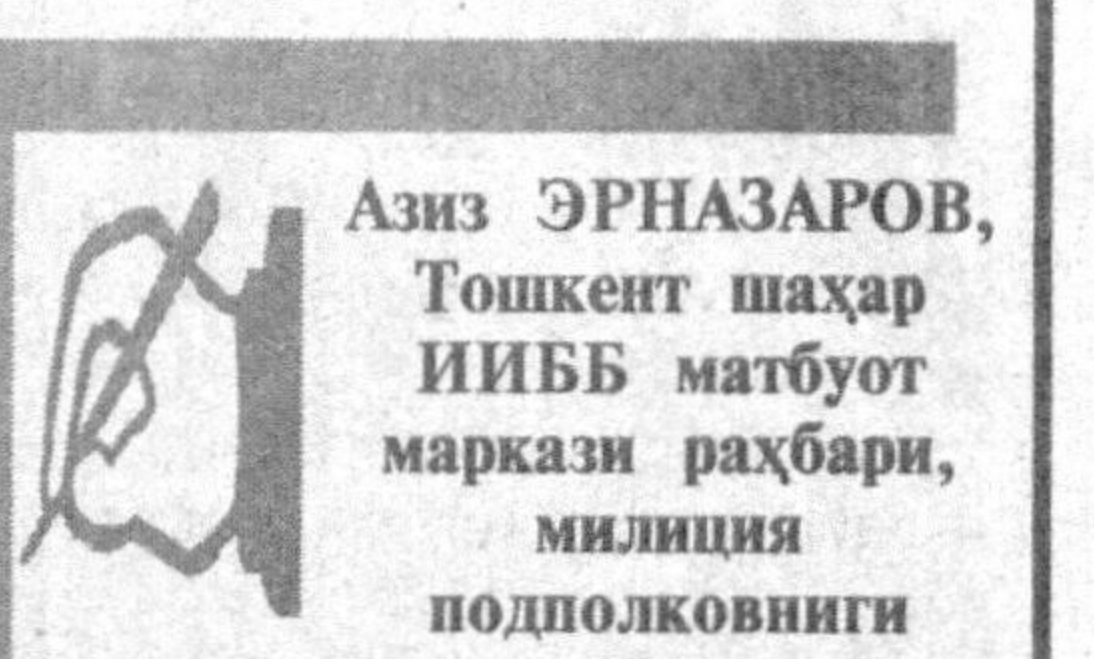 Азиз ЭРНАЗАРОВ,
Тошкент шаҳар
ИИББ матбуот
маркази раҳбари,
милиция
подполковниги